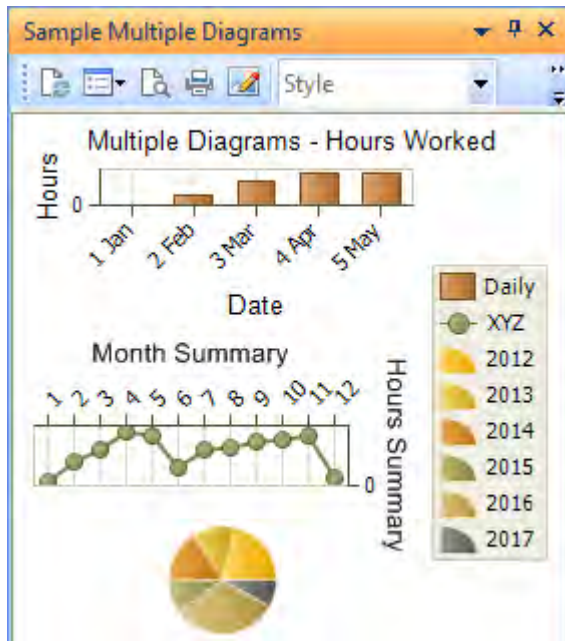 Sample Multiple Diagrams
Style
Multiple Diagrams - Hours Worked
Hours
0
1 Jan
2 Feb
3 Mar
4 Apr
5 May
Date
Daily
XYZ
2012
2013
2014
2015
2016
2017
Month Summary
1
2
3
4
5
6
7
8
9
10
11
12
0
Hours Summary